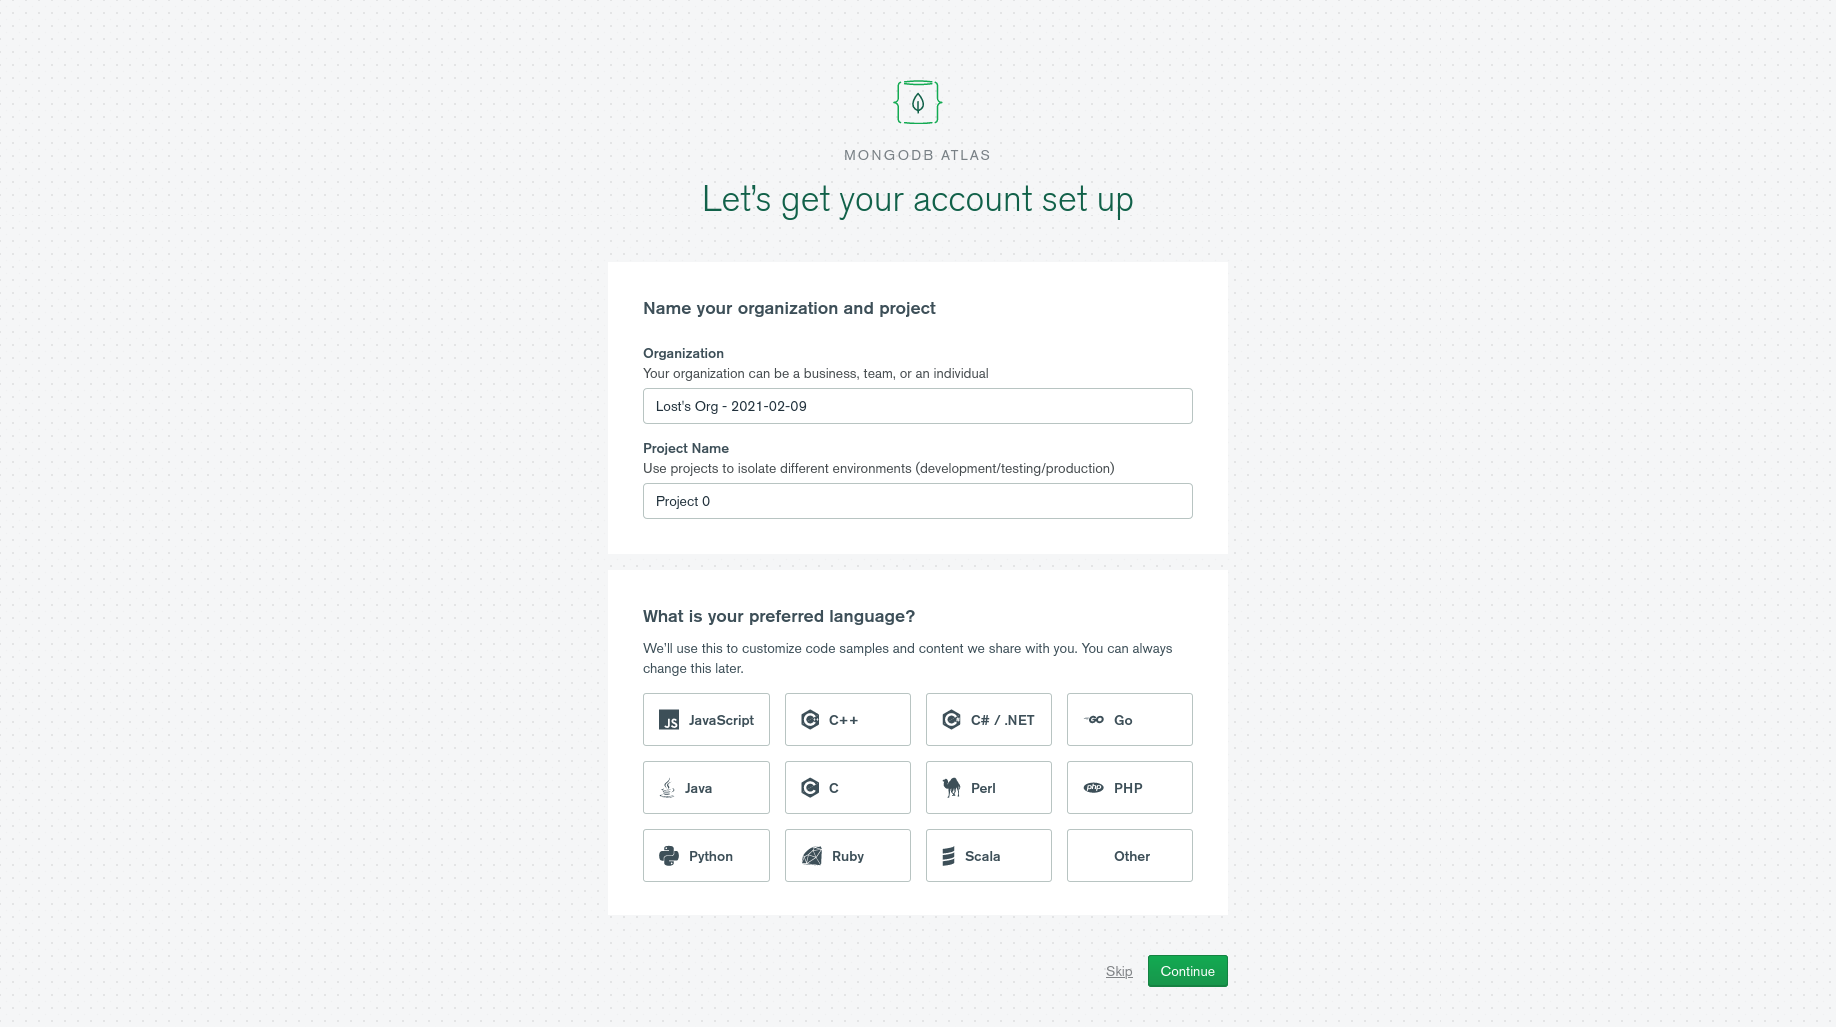 MONGODB ATLAS
Let's get your account set up
Name your organization and project
Organization
Your organization can be a business, team, or an individual
Lost's Org - 2021-02-09
Project Name
Use projects to isolate different environments (development/testing/production)
Project 0
What is your preferred language?
We'll use this to customize code samples and content we share with you. You can always
change this later.
JS JavaScript
C++
C# / .NET
GO Go
Java
C
Perl
php PHP
Python
Ruby
Scala
Other
Skip
Continue